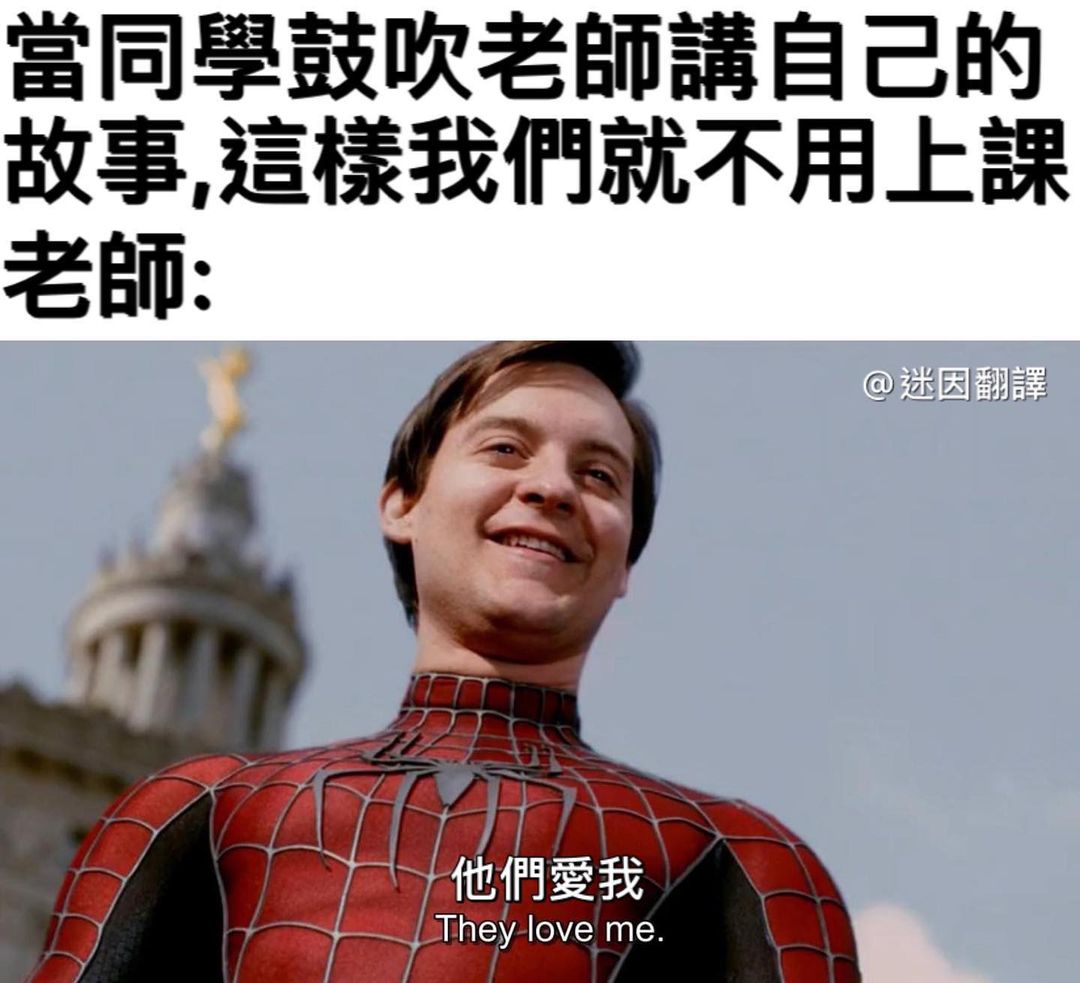 當同學鼓吹老師講自己的
故事,這樣我們就不用上課
老師:
@迷因翻譯
他們愛我
They love me.